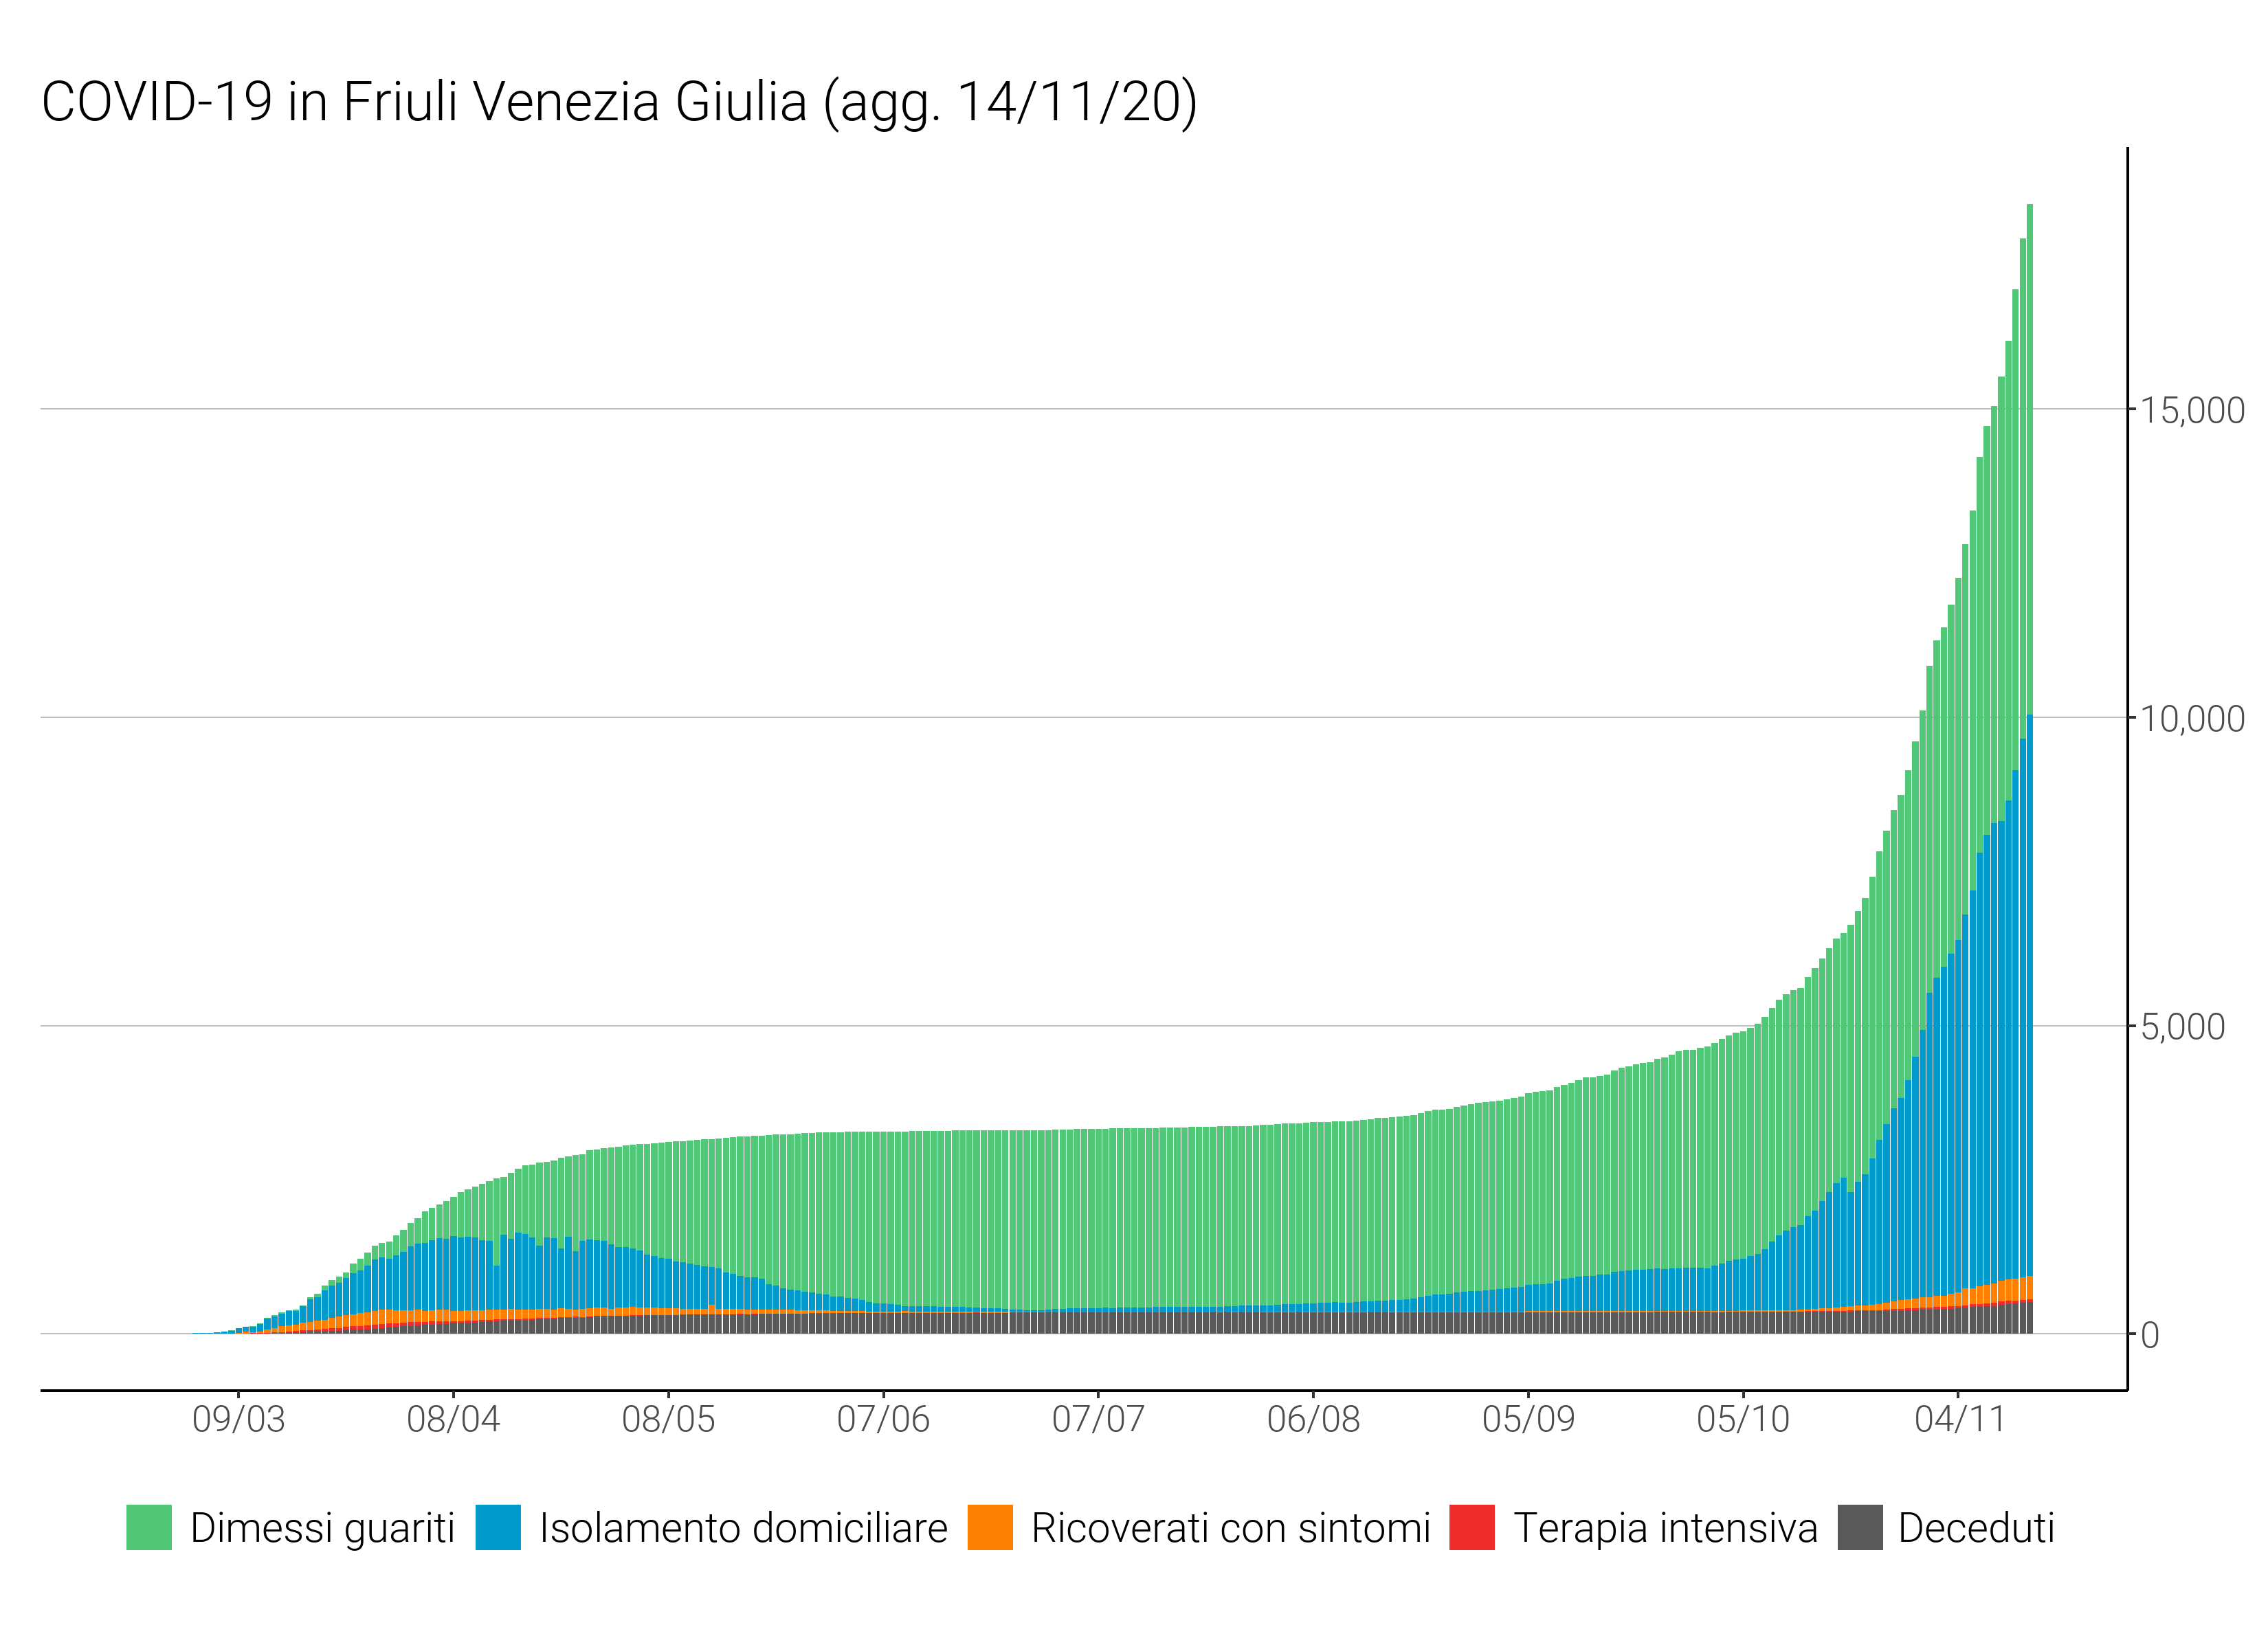 COVID-19 in Friuli Venezia Giulia (agg. 14/11/20)
15,000
10,000
5,000
0
09/03 08/04 08/05 07/06 07/07 06/08 05/09 05/10 04/11
Dimessi guariti Isolamento domiciliare Ricoverati con sintomi Terapia intensiva Deceduti